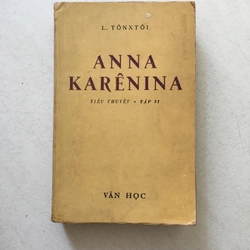 L. TÔNXTÔI
ANNA
KARÊNINA
TIỂU THUYẾT • TẬP II
VĂN HỌC